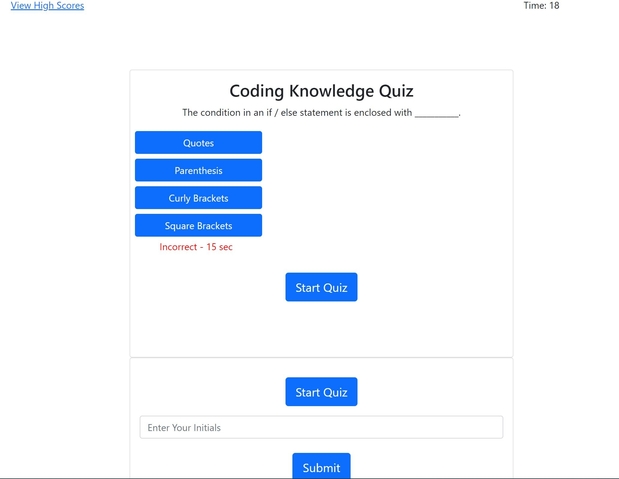 View High Scores
Time: 18
Coding Knowledge Quiz
The condition in an if / else statement is enclosed with _________.
Quotes
Parenthesis
Curly Brackets
Square Brackets
Incorrect - 15 sec
Start Quiz
Start Quiz
Enter Your Initials
Submit